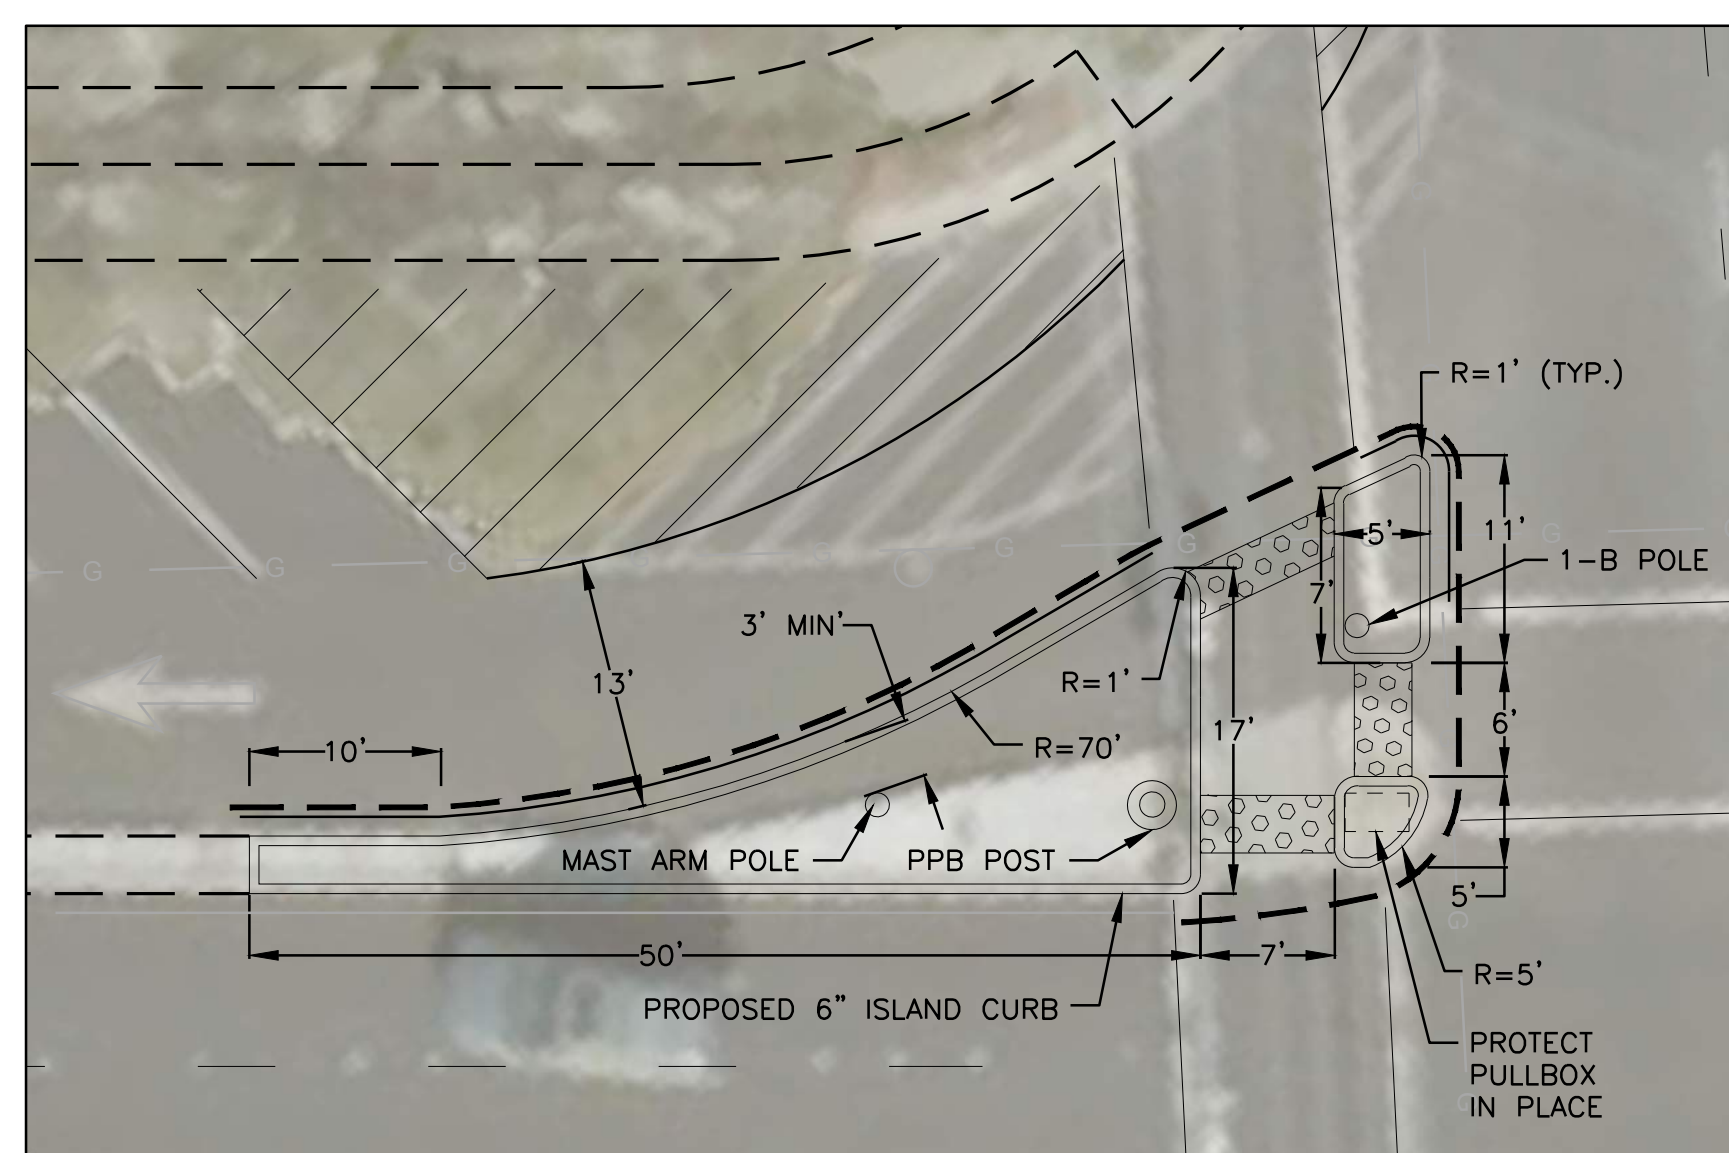 R=1' (TYP.)
5'
11'
G
G
G
G
G
G
G
1-B POLE
7'
3' MIN'
13'
R=1'
17'
6'
10'
R=70'
MAST ARM POLE
PPB POST
5'
50'
7'
R=5'
PROPOSED 6" ISLAND CURB
PROTECT
PULLBOX
IN PLACE